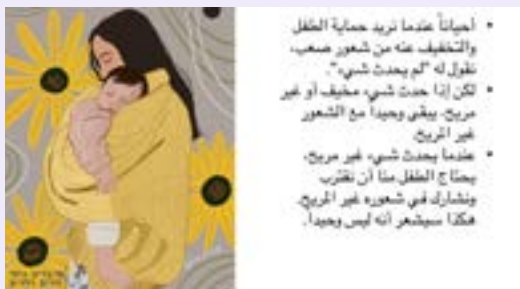 • أحياناً عندما نريد حماية الطفل
والتخفيف عنه من شعور صعب،
نقول له "لم يحدث شيء".
• لكن إذا حدث شيء مخيف أو غير
مريح، يبقى وحيداً مع الشعور
غير المريح.
• عندما يحدث شيء غير مريح،
يحتاج الطفل منا أن نقترب
ونشارك في شعوره غير المريح.
هكذا سيشعر أنه ليس وحيداً.